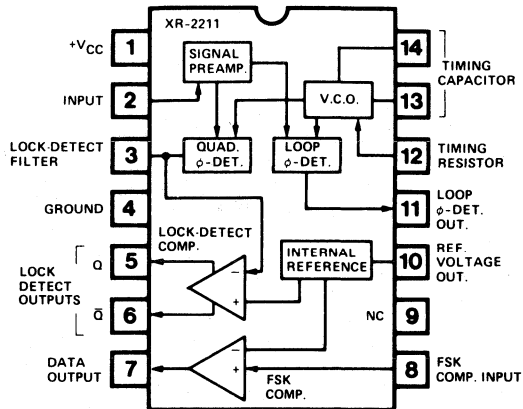 XR-2211
+VCC
1
INPUT
2
LOCK-DETECT
FILTER
3
GROUND
4
LOCK
DETECT
OUTPUTS
Q
5
Q̄
6
DATA
OUTPUT
7
SIGNAL
PREAMP.
V.C.O.
QUAD.
φ-DET.
LOOP
φ-DET.
LOCK-DETECT
COMP.
−
+
INTERNAL
REFERENCE
−
+
FSK
COMP.
14
13
TIMING
CAPACITOR
12
TIMING
RESISTOR
11
LOOP
φ-DET.
OUT.
10
REF.
VOLTAGE
OUT.
NC
9
8
FSK
COMP. INPUT